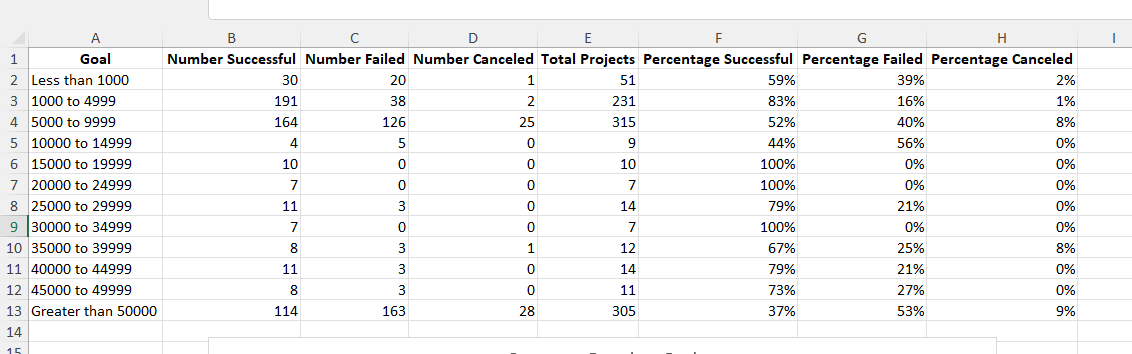 A B C D E F G H I
1 Goal Number Successful Number Failed Number Canceled Total Projects Percentage Successful Percentage Failed Percentage Canceled
2 Less than 1000 30 20 1 51 59% 39% 2%
3 1000 to 4999 191 38 2 231 83% 16% 1%
4 5000 to 9999 164 126 25 315 52% 40% 8%
5 10000 to 14999 4 5 0 9 44% 56% 0%
6 15000 to 19999 10 0 0 10 100% 0% 0%
7 20000 to 24999 7 0 0 7 100% 0% 0%
8 25000 to 29999 11 3 0 14 79% 21% 0%
9 30000 to 34999 7 0 0 7 100% 0% 0%
10 35000 to 39999 8 3 1 12 67% 25% 8%
11 40000 to 44999 11 3 0 14 79% 21% 0%
12 45000 to 49999 8 3 0 11 73% 27% 0%
13 Greater than 50000 114 163 28 305 37% 53% 9%
14
15